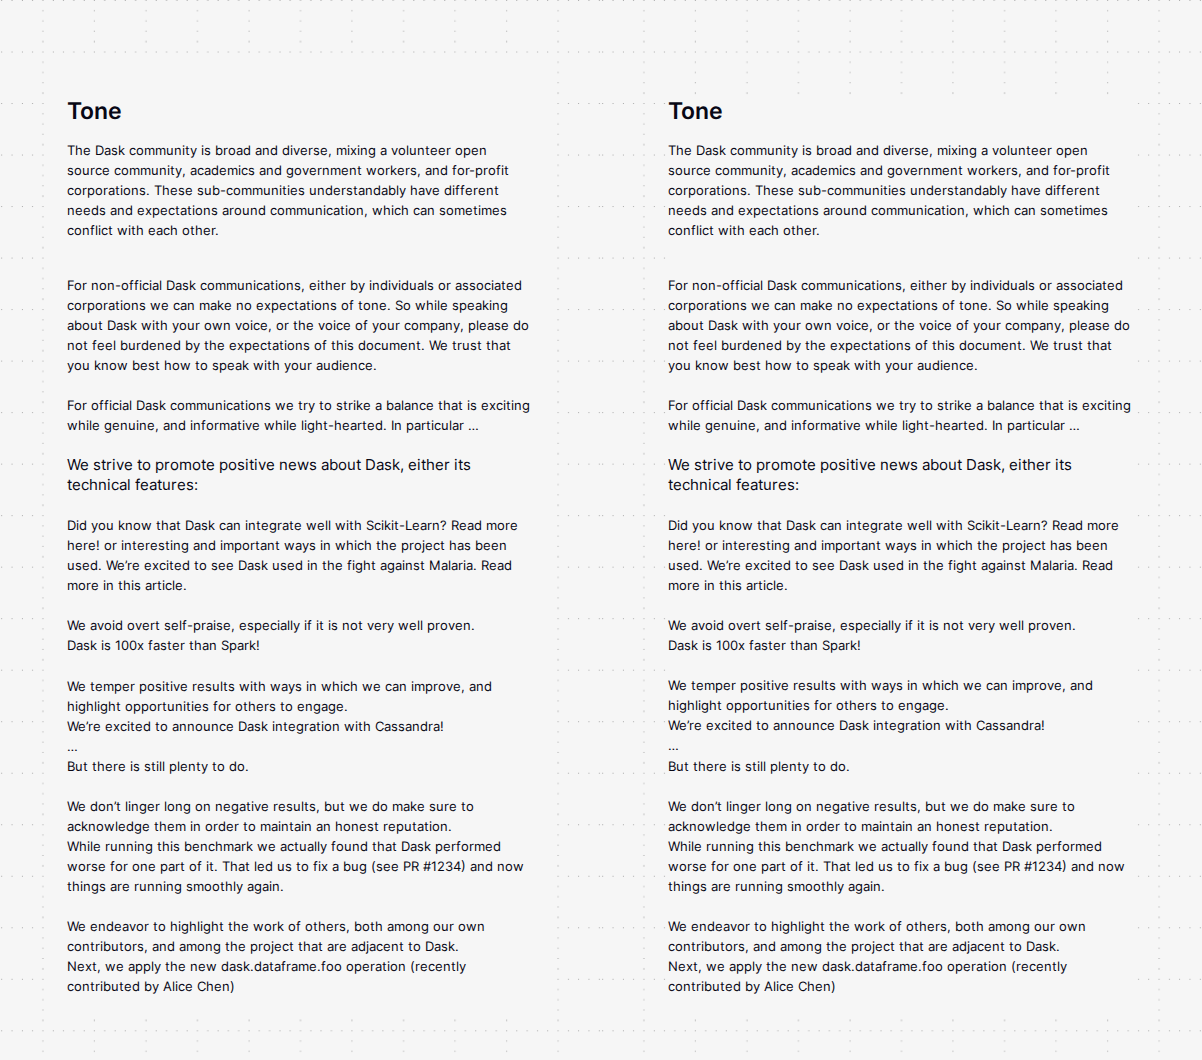 Tone
The Dask community is broad and diverse, mixing a volunteer open
source community, academics and government workers, and for-profit
corporations. These sub-communities understandably have different
needs and expectations around communication, which can sometimes
conflict with each other.
For non-official Dask communications, either by individuals or associated
corporations we can make no expectations of tone. So while speaking
about Dask with your own voice, or the voice of your company, please do
not feel burdened by the expectations of this document. We trust that
you know best how to speak with your audience.
For official Dask communications we try to strike a balance that is exciting
while genuine, and informative while light-hearted. In particular ...
We strive to promote positive news about Dask, either its
technical features:
Did you know that Dask can integrate well with Scikit-Learn? Read more
here! or interesting and important ways in which the project has been
used. We’re excited to see Dask used in the fight against Malaria. Read
more in this article.
We avoid overt self-praise, especially if it is not very well proven.
Dask is 100x faster than Spark!
We temper positive results with ways in which we can improve, and
highlight opportunities for others to engage.
We’re excited to announce Dask integration with Cassandra!
...
But there is still plenty to do.
We don’t linger long on negative results, but we do make sure to
acknowledge them in order to maintain an honest reputation.
While running this benchmark we actually found that Dask performed
worse for one part of it. That led us to fix a bug (see PR #1234) and now
things are running smoothly again.
We endeavor to highlight the work of others, both among our own
contributors, and among the project that are adjacent to Dask.
Next, we apply the new dask.dataframe.foo operation (recently
contributed by Alice Chen)
Tone
The Dask community is broad and diverse, mixing a volunteer open
source community, academics and government workers, and for-profit
corporations. These sub-communities understandably have different
needs and expectations around communication, which can sometimes
conflict with each other.
For non-official Dask communications, either by individuals or associated
corporations we can make no expectations of tone. So while speaking
about Dask with your own voice, or the voice of your company, please do
not feel burdened by the expectations of this document. We trust that
you know best how to speak with your audience.
For official Dask communications we try to strike a balance that is exciting
while genuine, and informative while light-hearted. In particular ...
We strive to promote positive news about Dask, either its
technical features:
Did you know that Dask can integrate well with Scikit-Learn? Read more
here! or interesting and important ways in which the project has been
used. We’re excited to see Dask used in the fight against Malaria. Read
more in this article.
We avoid overt self-praise, especially if it is not very well proven.
Dask is 100x faster than Spark!
We temper positive results with ways in which we can improve, and
highlight opportunities for others to engage.
We’re excited to announce Dask integration with Cassandra!
...
But there is still plenty to do.
We don’t linger long on negative results, but we do make sure to
acknowledge them in order to maintain an honest reputation.
While running this benchmark we actually found that Dask performed
worse for one part of it. That led us to fix a bug (see PR #1234) and now
things are running smoothly again.
We endeavor to highlight the work of others, both among our own
contributors, and among the project that are adjacent to Dask.
Next, we apply the new dask.dataframe.foo operation (recently
contributed by Alice Chen)